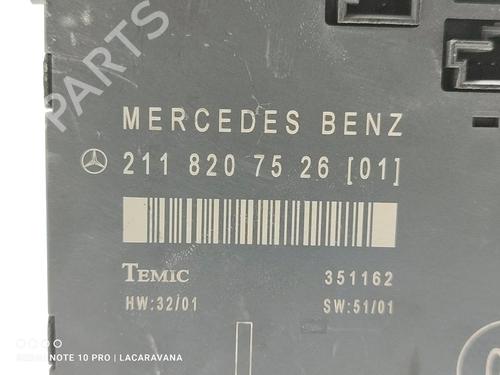 B-PARTS
MERCEDES BENZ
211 820 75 26 [01]
TEMIC 351162
HW:32/01 SW:51/01
NOTE 10 PRO | LACARAVANA